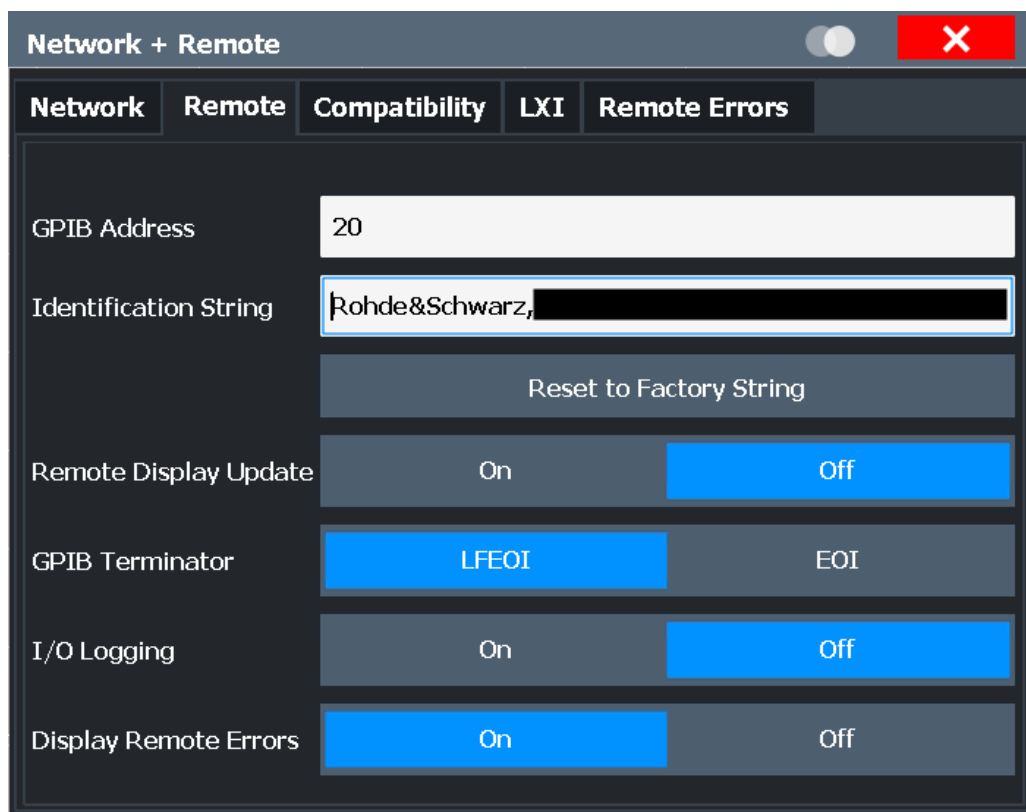 Network + Remote
Network Remote Compatibility LXI Remote Errors
GPIB Address 20
Identification String Rohde&Schwarz,
Reset to Factory String
Remote Display Update On Off
GPIB Terminator LFEOI EOI
I/O Logging On Off
Display Remote Errors On Off